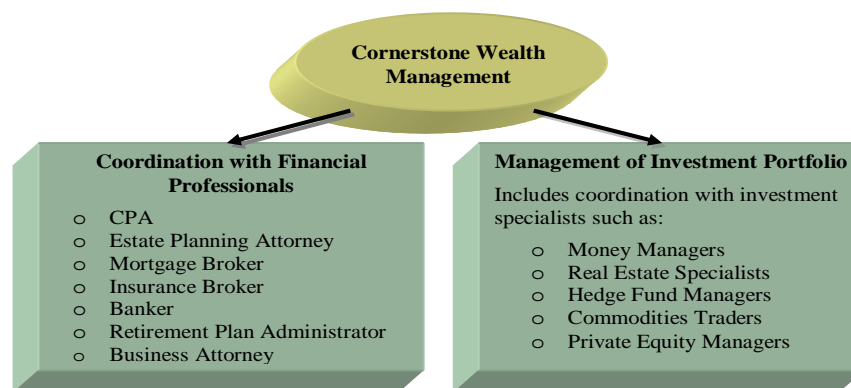 Cornerstone Wealth
Management
Coordination with Financial
Professionals
o CPA
o Estate Planning Attorney
o Mortgage Broker
o Insurance Broker
o Banker
o Retirement Plan Administrator
o Business Attorney
Management of Investment Portfolio
Includes coordination with investment
specialists such as:
o Money Managers
o Real Estate Specialists
o Hedge Fund Managers
o Commodities Traders
o Private Equity Managers